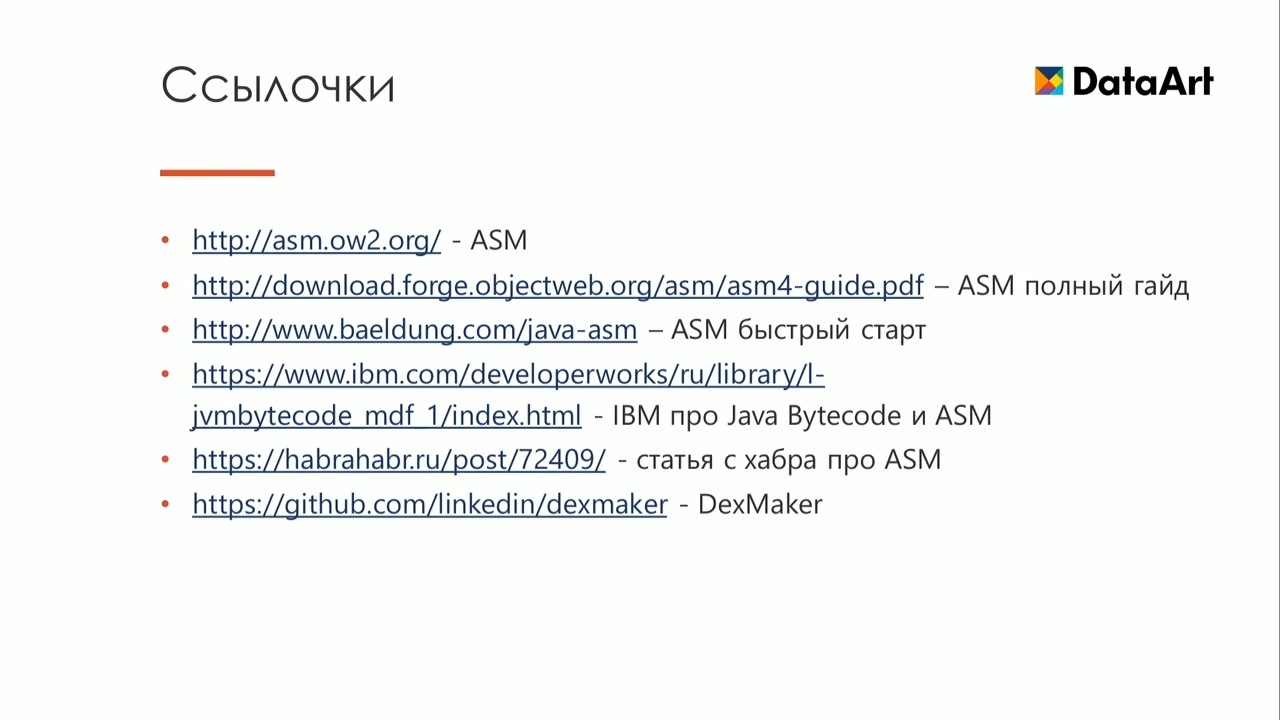 Ссылочки
DataArt
• http://asm.ow2.org/ - ASM
• http://download.forge.objectweb.org/asm/asm4-guide.pdf – ASM полный гайд
• http://www.baeldung.com/java-asm – ASM быстрый старт
• https://www.ibm.com/developerworks/ru/library/l-
jvmbytecode_mdf_1/index.html - IBM про Java Bytecode и ASM
• https://habrahabr.ru/post/72409/ - статья с хабра про ASM
• https://github.com/linkedin/dexmaker - DexMaker